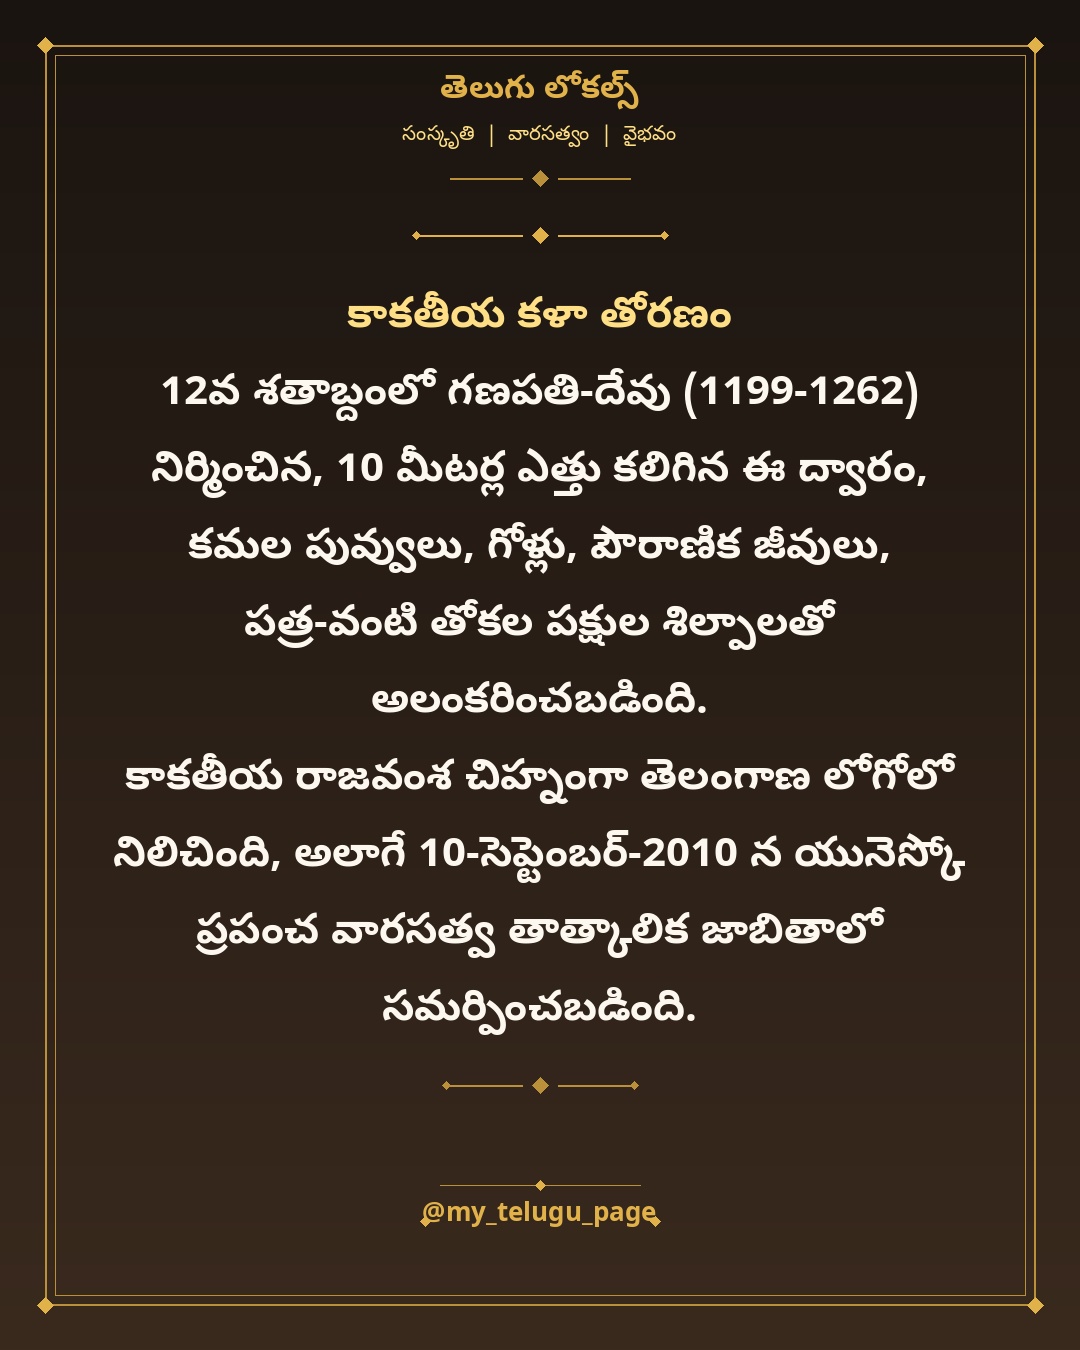 తెలుగు లోకల్స్
సంస్కృతి | వారసత్వం | వైభవం
కాకతీయ కళా తోరణం
12వ శతాబ్దంలో గణపతి-దేవు (1199-1262)
నిర్మించిన, 10 మీటర్ల ఎత్తు కలిగిన ఈ ద్వారం,
కమల పువ్వులు, గోళ్లు, పౌరాణిక జీవులు,
పత్ర-వంటి తోకల పక్షుల శిల్పాలతో
అలంకరించబడింది.
కాకతీయ రాజవంశ చిహ్నంగా తెలంగాణ లోగోలో
నిలిచింది, అలాగే 10-సెప్టెంబర్-2010 న యునెస్కో
ప్రపంచ వారసత్వ తాత్కాలిక జాబితాలో
సమర్పించబడింది.
@my_telugu_page